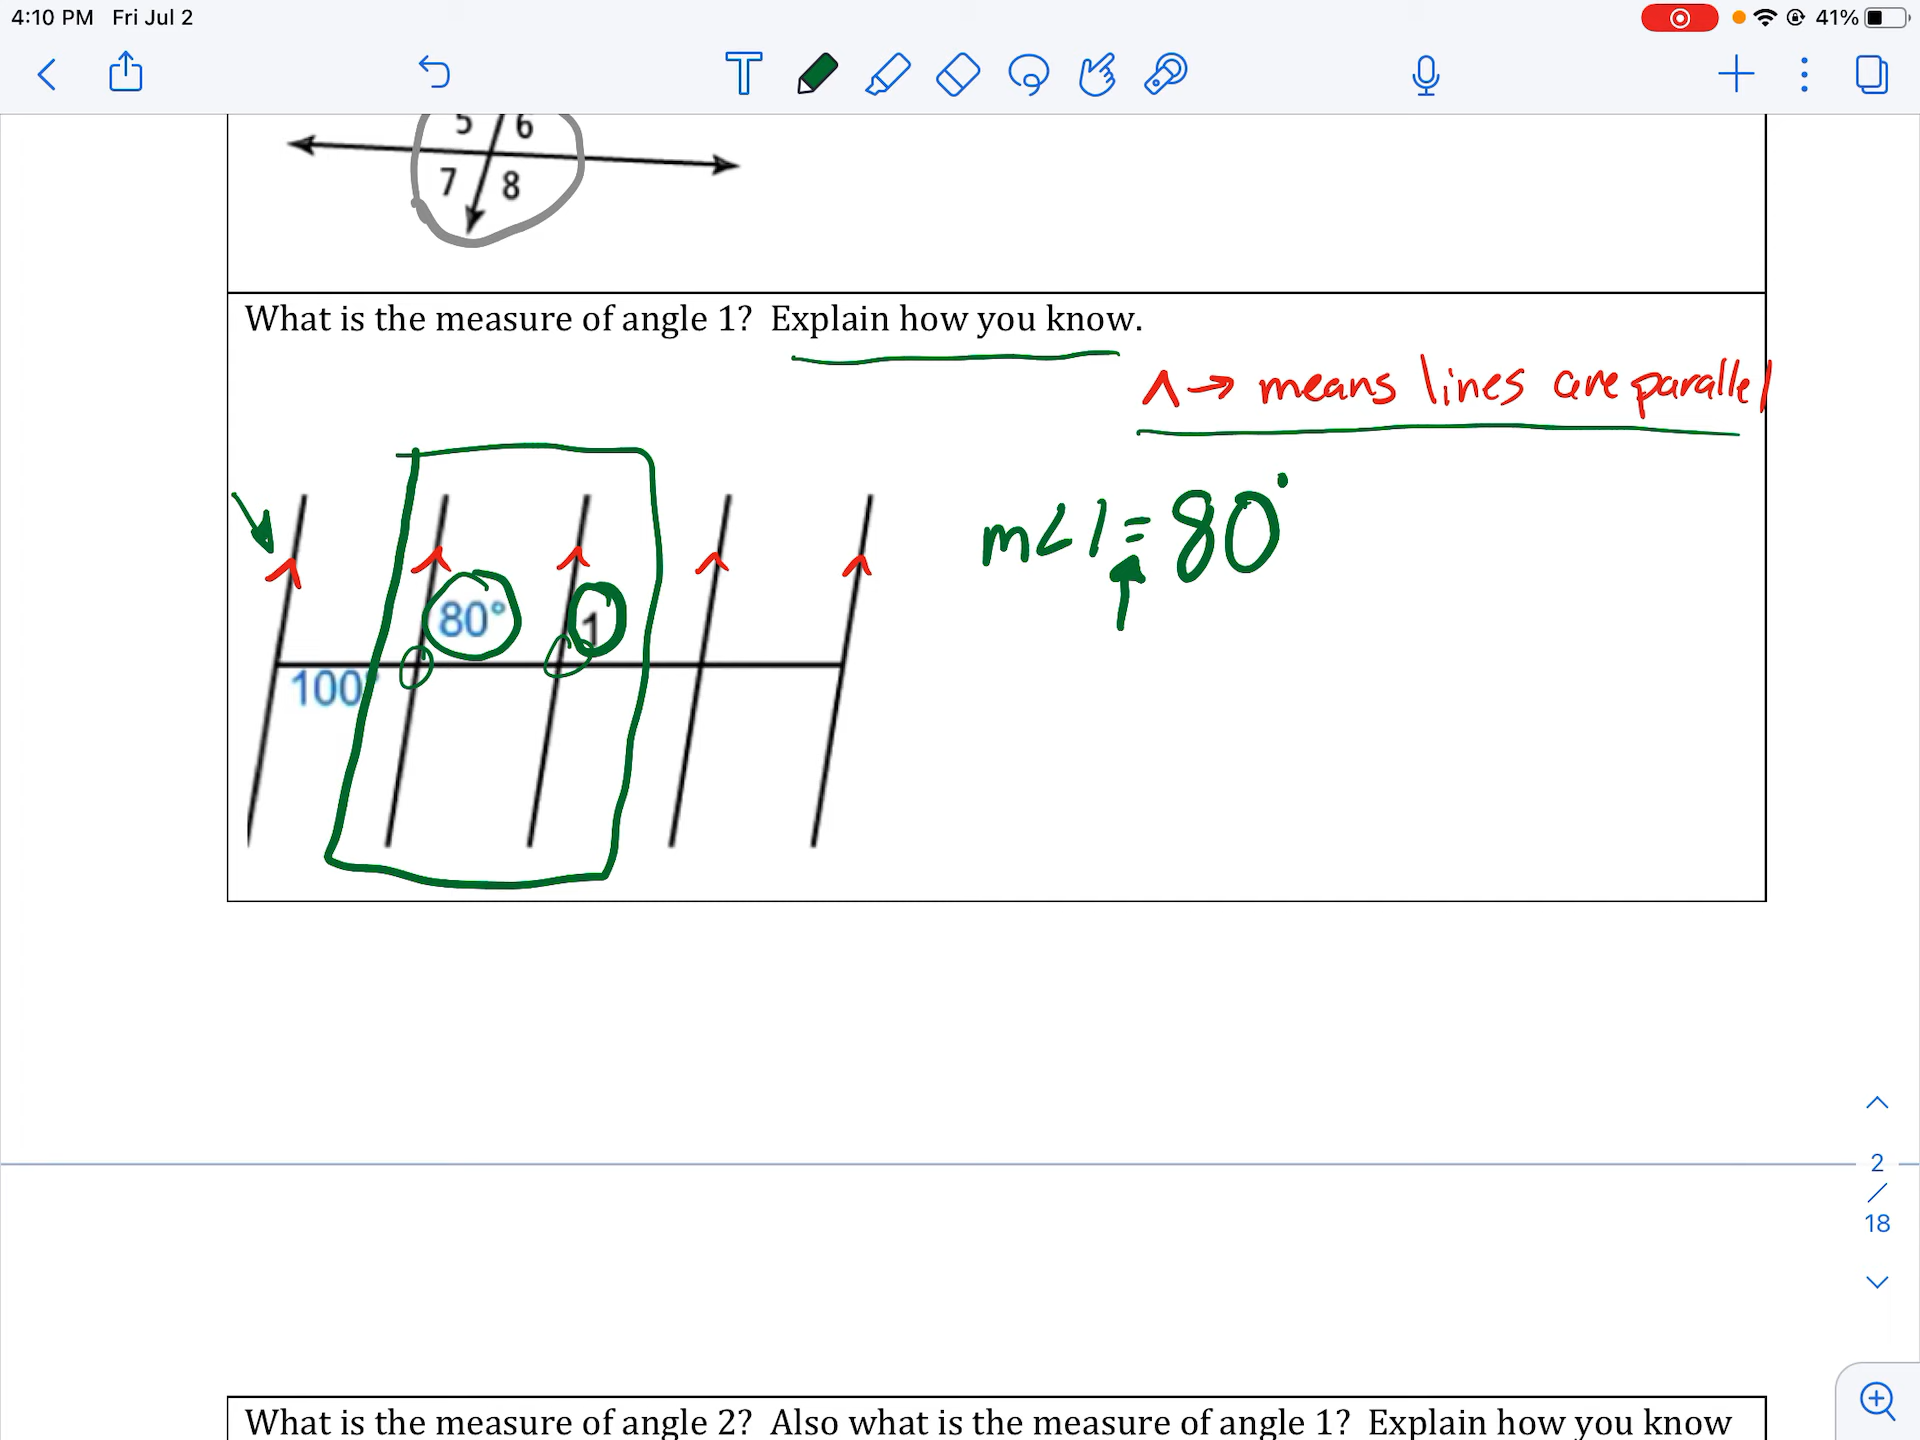 4:10 PM Fri Jul 2
41%
5 6
7 8
What is the measure of angle 1? Explain how you know.
^ → means lines are parallel
m∠1 = 80°
80° 1
100°
2
/
18
What is the measure of angle 2? Also what is the measure of angle 1? Explain how you know